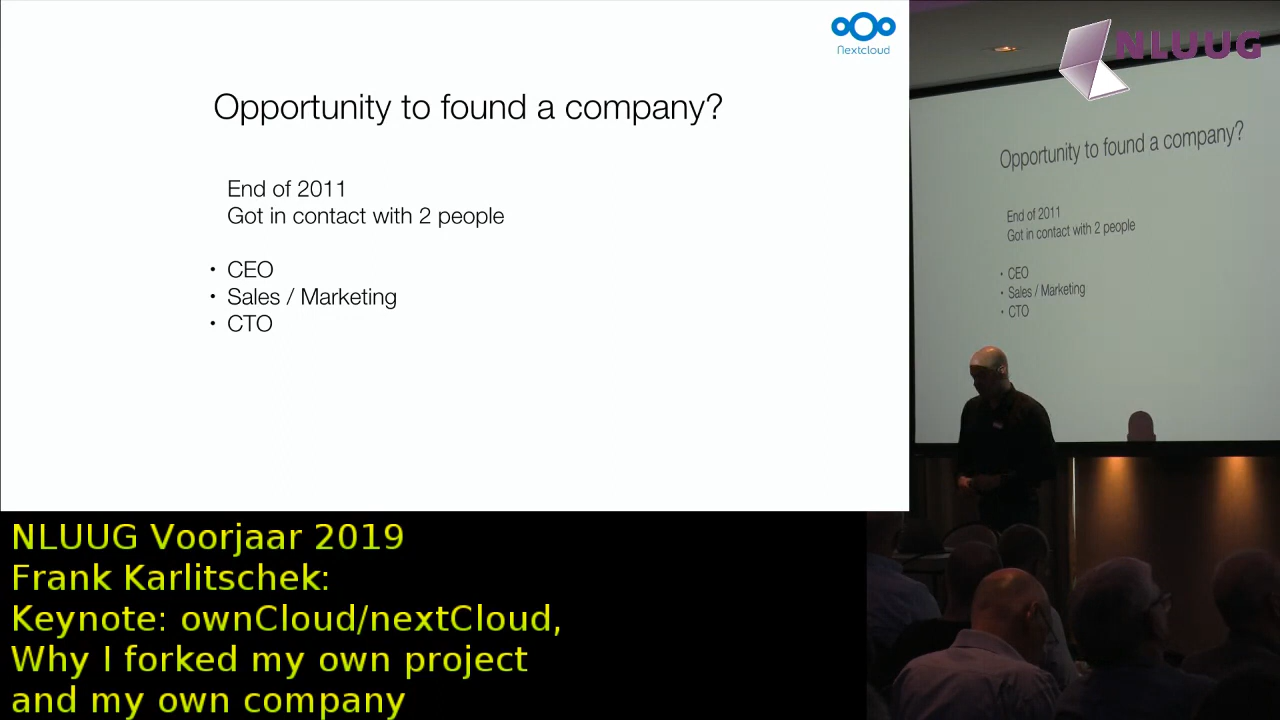 Nextcloud
Opportunity to found a company?
End of 2011
Got in contact with 2 people
• CEO
• Sales / Marketing
• CTO
NLUUG
Opportunity to found a company?
End of 2011
Got in contact with 2 people
• CEO
• Sales / Marketing
• CTO
NLUUG Voorjaar 2019
Frank Karlitschek:
Keynote: ownCloud/nextCloud,
Why I forked my own project
and my own company